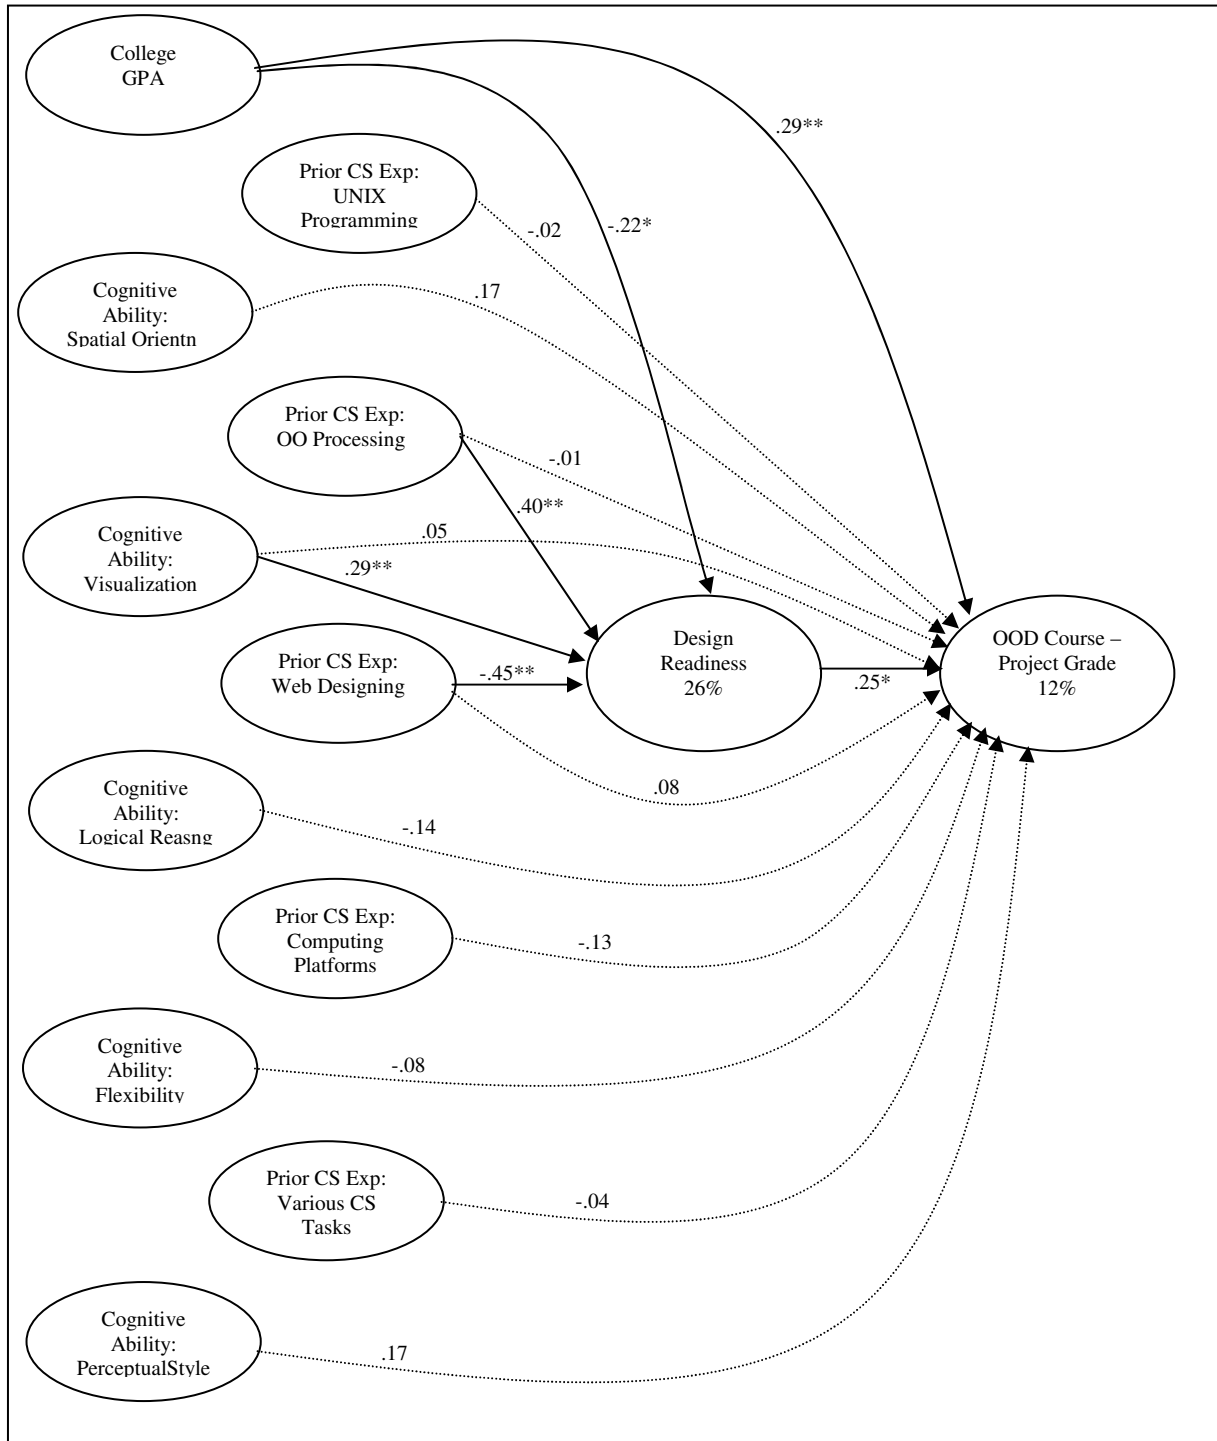 College
GPA
.29**
Prior CS Exp:
UNIX
Programming
-.02
-.22*
Cognitive
Ability:
Spatial Orientn
.17
Prior CS Exp:
OO Processing
-.01
.40**
Cognitive
Ability:
Visualization
.05
.29**
Prior CS Exp:
Web Designing
-.45**
Design
Readiness
26%
.25*
OOD Course –
Project Grade
12%
.08
Cognitive
Ability:
Logical Reasng
-.14
Prior CS Exp:
Computing
Platforms
-.13
Cognitive
Ability:
Flexibility
-.08
Prior CS Exp:
Various CS
Tasks
-.04
Cognitive
Ability:
PerceptualStyle
.17